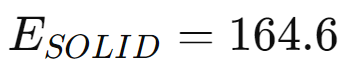 E_{SOLID} = 164.6